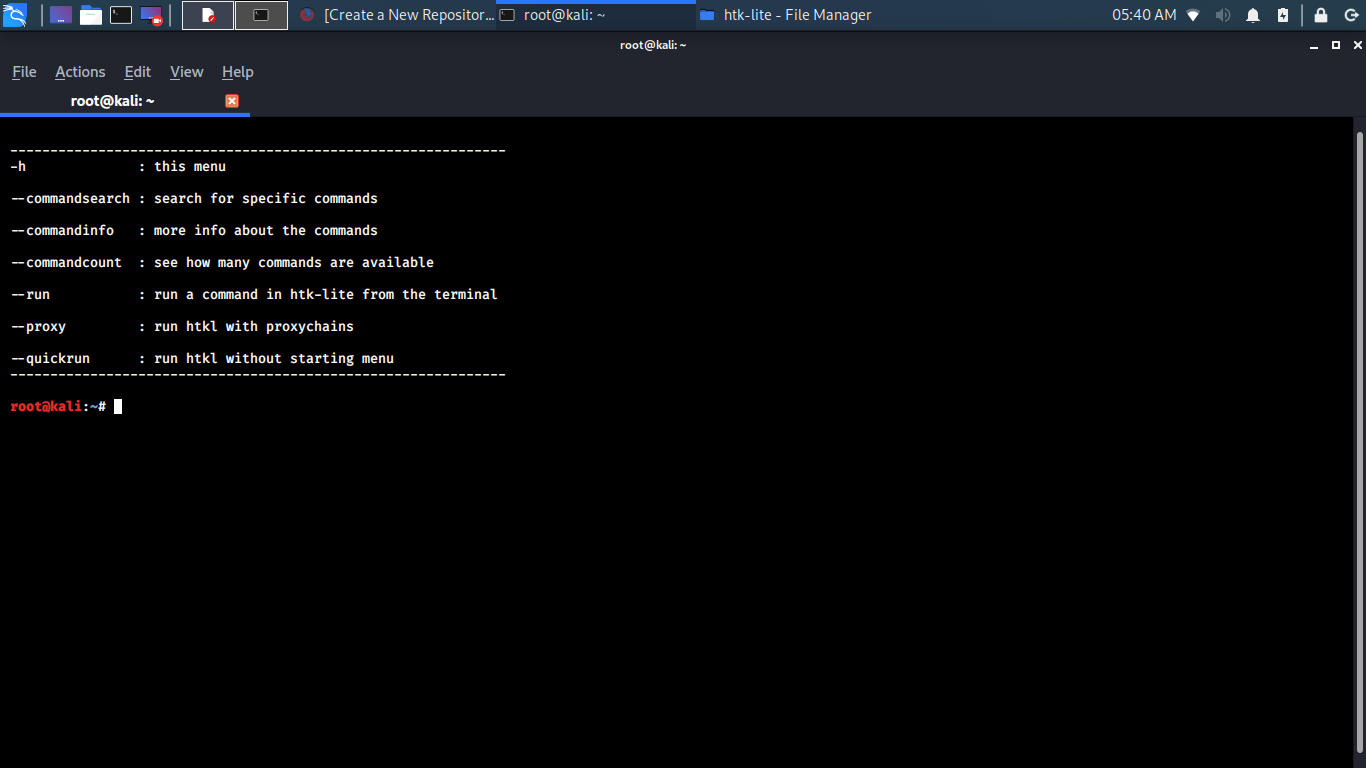 [Create a New Repositor... root@kali: ~ htk-lite - File Manager 05:40 AM
root@kali: ~
File Actions Edit View Help
root@kali: ~
--------------------------------------------------------------
-h : this menu
--commandsearch : search for specific commands
--commandinfo : more info about the commands
--commandcount : see how many commands are available
--run : run a command in htk-lite from the terminal
--proxy : run htkl with proxychains
--quickrun : run htkl without starting menu
--------------------------------------------------------------
root@kali:~#